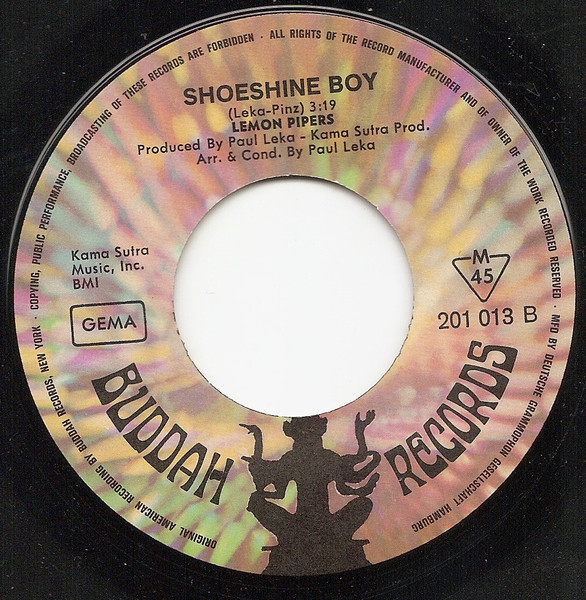 SHOESHINE BOY
(Leka-Pinz) 3:19
LEMON PIPERS
Produced By Paul Leka - Kama Sutra Prod.
Arr. & Cond. By Paul Leka
Kama Sutra
Music, Inc.
BMI
GEMA
M
45
201 013 B
BUDDAH RECORDS
ORIGINAL AMERICAN RECORDING BY BUDDAH RECORDS, NEW YORK · COPYING, PUBLIC PERFORMANCE, BROADCASTING OF THESE RECORDS ARE FORBIDDEN · ALL RIGHTS OF THE RECORD MANUFACTURER AND OF OWNER OF THE WORK RECORDED RESERVED · MFD BY DEUTSCHE GRAMMOPHON GESELLSCHAFT HAMBURG